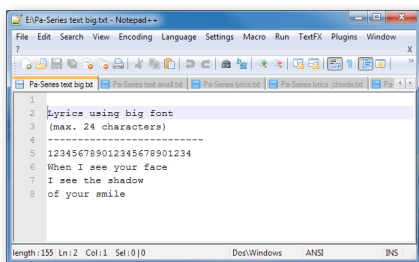 E:\Pa-Series text big.txt - Notepad++
File Edit Search View Encoding Language Settings Macro Run TextFX Plugins Window
? X
Pa-Series text big.txt Pa-Series text small.txt Pa-Series lyrics.txt Pa-Series lyrics_chords.txt Pa
1
2 Lyrics using big font
3 (max. 24 characters)
4 --------------------------
5 123456789012345678901234
6 When I see your face
7 I see the shadow
8 of your smile
length:155 Ln:2 Col:1 Sel:0|0 Dos\Windows ANSI INS